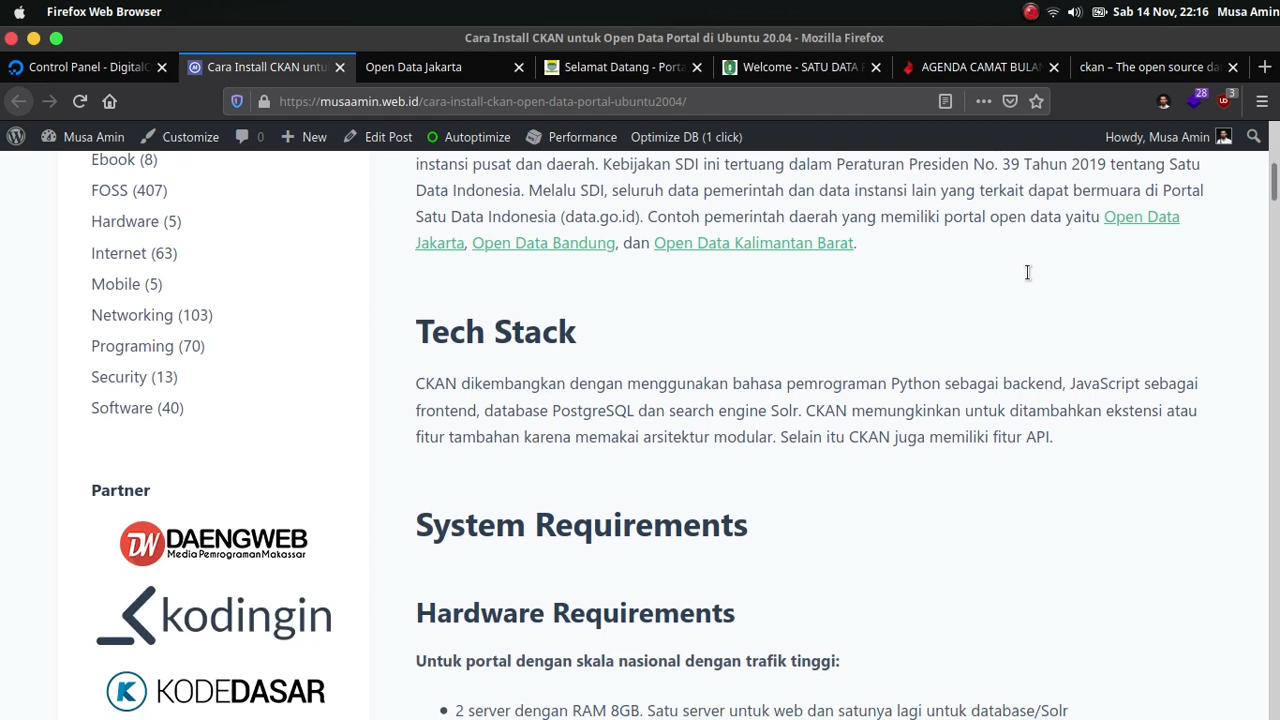 Firefox Web Browser
Sab 14 Nov, 22:16
Musa Amin
Cara Install CKAN untuk Open Data Portal di Ubuntu 20.04 - Mozilla Firefox
Control Panel - DigitalC
Cara Install CKAN untu
Open Data Jakarta
Selamat Datang - Porta
Welcome - SATU DATA
AGENDA CAMAT BULAN
ckan – The open source da
https://musaamin.web.id/cara-install-ckan-open-data-portal-ubuntu2004/
28
3
Musa Amin
Customize
0
New
Edit Post
Autoptimize
Performance
Optimize DB (1 click)
Howdy, Musa Amin
Ebook (8)
FOSS (407)
Hardware (5)
Internet (63)
Mobile (5)
Networking (103)
Programing (70)
Security (13)
Software (40)
Partner
DW DAENGWEB
Media Pemrograman Makassar
kodingin
K KODEDASAR
instansi pusat dan daerah. Kebijakan SDI ini tertuang dalam Peraturan Presiden No. 39 Tahun 2019 tentang Satu
Data Indonesia. Melalu SDI, seluruh data pemerintah dan data instansi lain yang terkait dapat bermuara di Portal
Satu Data Indonesia (data.go.id). Contoh pemerintah daerah yang memiliki portal open data yaitu Open Data
Jakarta, Open Data Bandung, dan Open Data Kalimantan Barat.
Tech Stack
CKAN dikembangkan dengan menggunakan bahasa pemrograman Python sebagai backend, JavaScript sebagai
frontend, database PostgreSQL dan search engine Solr. CKAN memungkinkan untuk ditambahkan ekstensi atau
fitur tambahan karena memakai arsitektur modular. Selain itu CKAN juga memiliki fitur API.
System Requirements
Hardware Requirements
Untuk portal dengan skala nasional dengan trafik tinggi:
2 server dengan RAM 8GB. Satu server untuk web dan satunya lagi untuk database/Solr